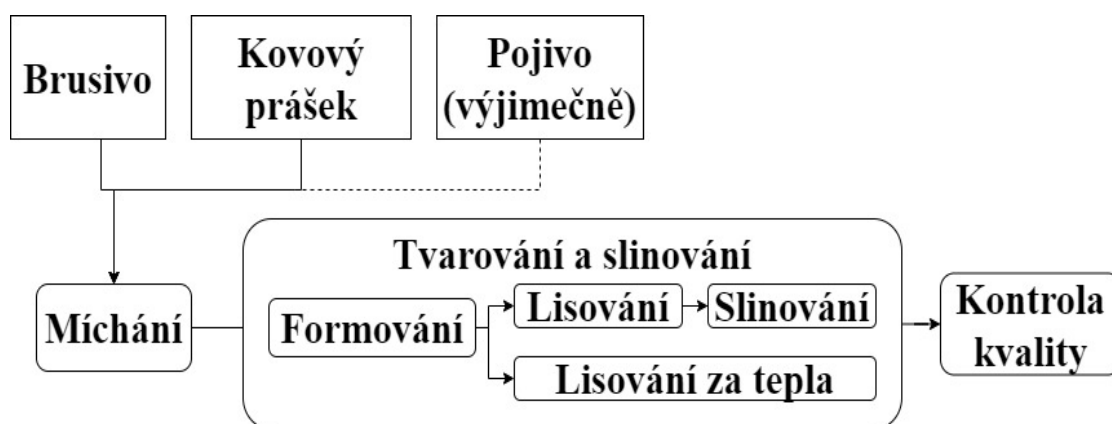 Brusivo
Kovový
prášek
Pojivo
(výjimečně)
Tvarování a slinování
Míchání
Formování
Lisování
Slinování
Lisování za tepla
Kontrola
kvality